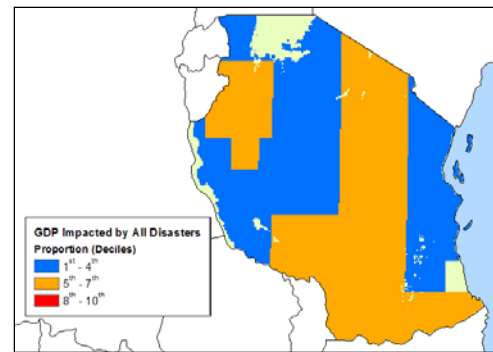 GDP Impacted by All Disasters
Proportion (Deciles)
1st - 4th
5th - 7th
8th - 10th